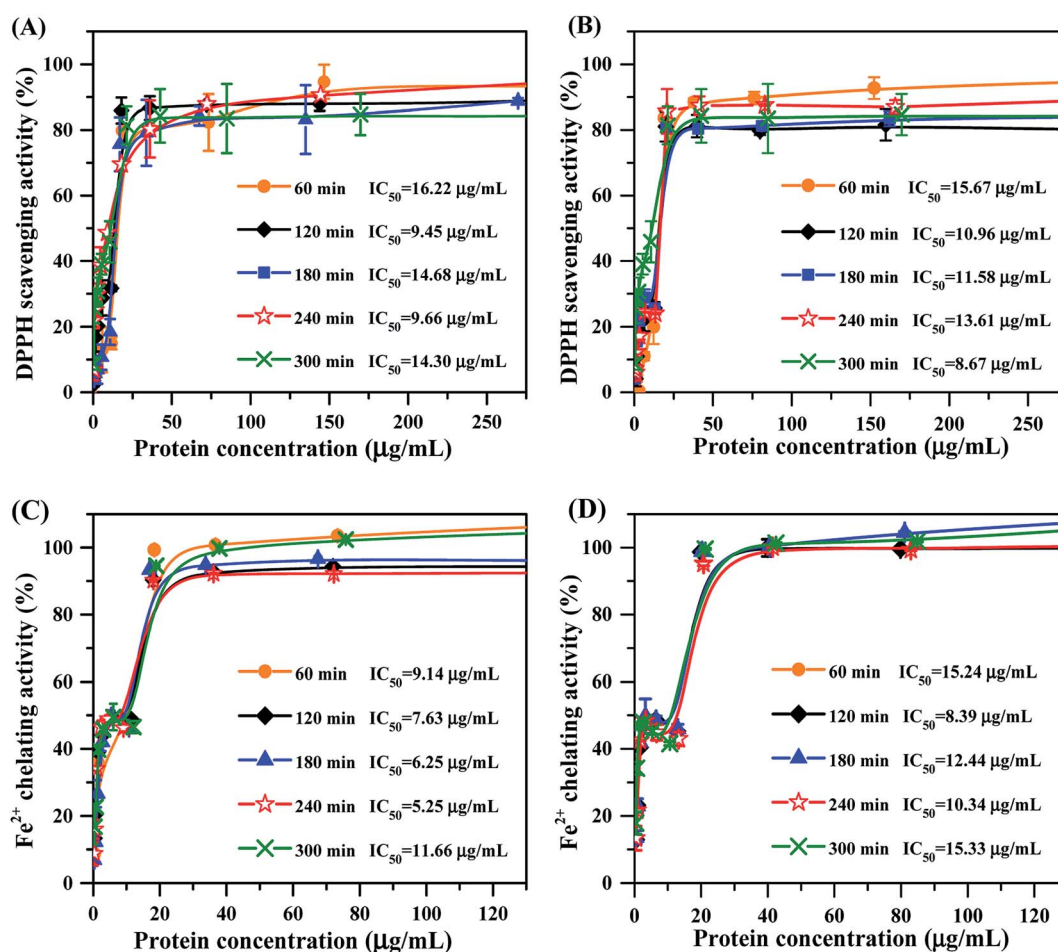 (A)
DPPH scavenging activity (%)
100
80
60
40
20
0
60 min IC50=16.22 μg/mL
120 min IC50=9.45 μg/mL
180 min IC50=14.68 μg/mL
240 min IC50=9.66 μg/mL
300 min IC50=14.30 μg/mL
0 50 100 150 200 250
Protein concentration (μg/mL)
(B)
DPPH scavenging activity (%)
100
80
60
40
20
0
60 min IC50=15.67 μg/mL
120 min IC50=10.96 μg/mL
180 min IC50=11.58 μg/mL
240 min IC50=13.61 μg/mL
300 min IC50=8.67 μg/mL
0 50 100 150 200 250
Protein concentration (μg/mL)
(C)
Fe2+ chelating activity (%)
100
80
60
40
20
0
60 min IC50=9.14 μg/mL
120 min IC50=7.63 μg/mL
180 min IC50=6.25 μg/mL
240 min IC50=5.25 μg/mL
300 min IC50=11.66 μg/mL
0 20 40 60 80 100 120
Protein concentration (μg/mL)
(D)
Fe2+ chelating activity (%)
100
80
60
40
20
0
60 min IC50=15.24 μg/mL
120 min IC50=8.39 μg/mL
180 min IC50=12.44 μg/mL
240 min IC50=10.34 μg/mL
300 min IC50=15.33 μg/mL
0 20 40 60 80 100 120
Protein concentration (μg/mL)